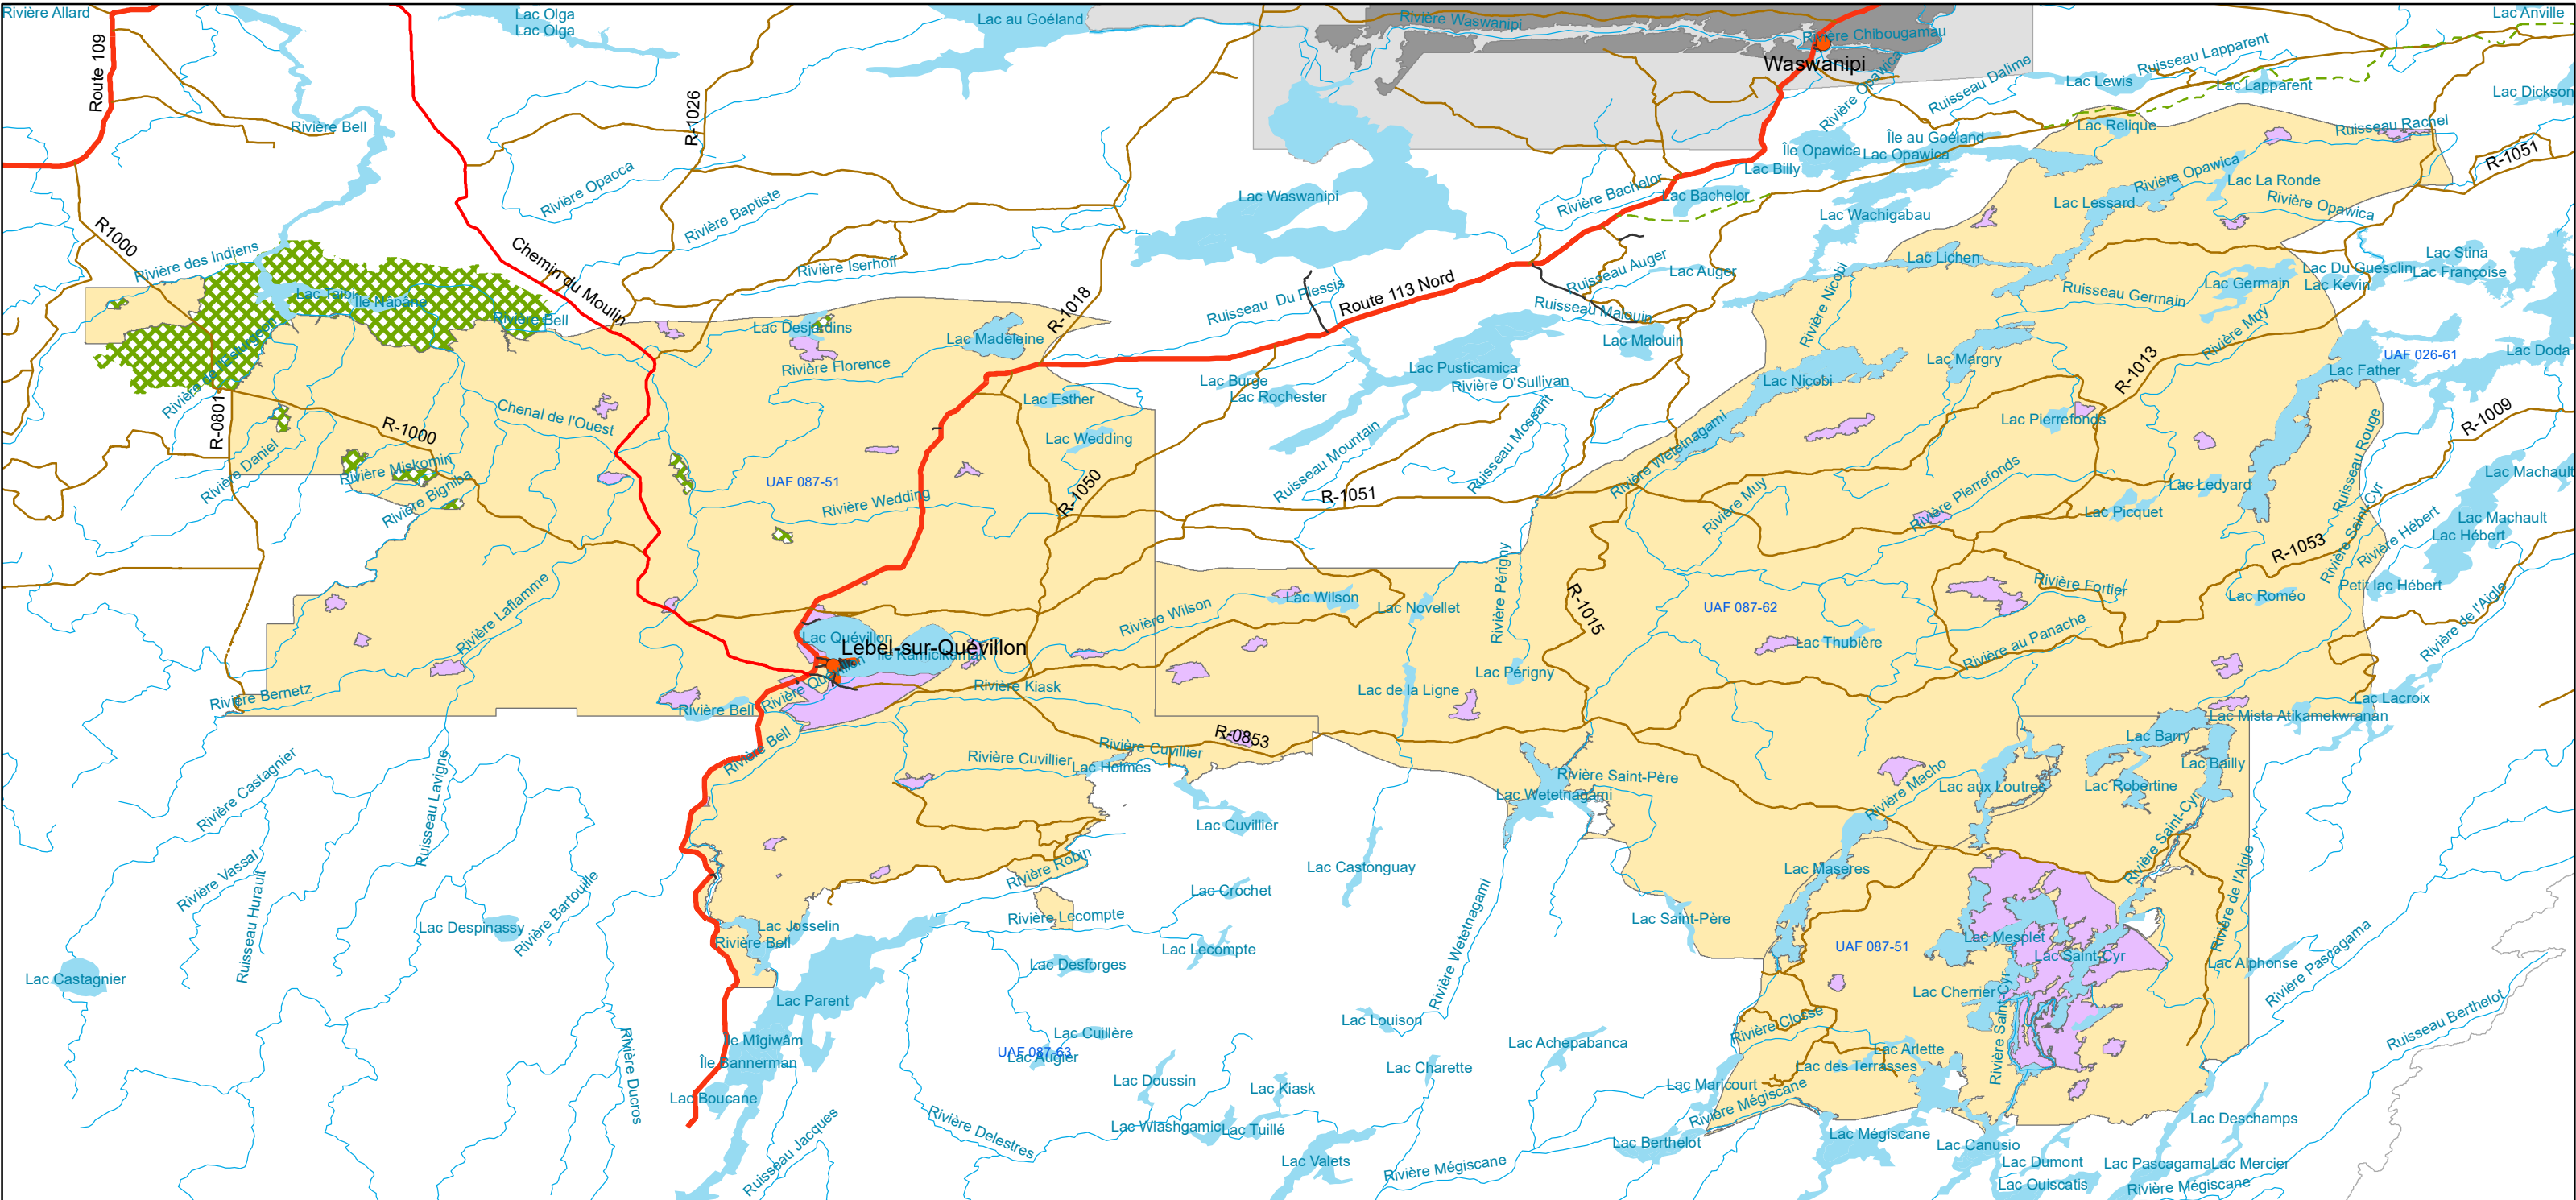 Rivière Allard
Lac Olga
Lac Olga
Lac au Goéland
Rivière Waswanipi
Rivière Chibougamau
Lac Anville
Route 109
Waswanipi
Ruisseau Lapparent
Ruisseau Dalime
Lac Lewis
Lac Lapparent
Lac Dickson
R-1026
Rivière Bell
Rivière Opawica
Lac Relique
Ruisseau Rachel
Île au Goéland
Île Opawica
Lac Opawica
R-1051
Lac Billy
Rivière Opaoca
Rivière Opawica
Lac La Ronde
Rivière Baptiste
Lac Waswanipi
Rivière Bachelor
Lac Bachelor
Lac Lessard
Rivière Opawica
Lac Wachigabau
R1000
Chemin du Moulin
Rivière des Indiens
Rivière Iserhoff
Ruisseau Auger
Lac Auger
Lac Lichen
Lac Stina
Lac Du Guesclin
Lac Françoise
Lac Kevin
Lac Germain
Ruisseau Germain
Lac Taibi
Île Napâne
Rivière Bell
Ruisseau Du Plessis
Route 113 Nord
Ruisseau Malouin
Rivière Nicobi
R-1018
Lac Desjardins
Lac Madeleine
Lac Malouin
Rivière Muy
Rivière Florence
Lac Pusticamica
Lac Margry
R-1013
UAF 026-61
Lac Doda
Lac Father
Lac Burge
Rivière O'Sullivan
Lac Nicobi
Lac Rochester
Lac Esther
R-0801
Chenal de l'Ouest
R-1000
Lac Wedding
Ruisseau Mountain
Ruisseau Mossant
Rivière Wetetnagami
Lac Pierrefonds
R-1009
Ruisseau Rouge
Rivière Daniel
Rivière Miskomin
Rivière Bigniba
UAF 087-51
Rivière Wedding
R-1050
R-1051
Rivière Muy
Rivière Pierrefonds
Lac Ledyard
Lac Picquet
Lac Machault
Lac Machault
Lac Hébert
Rivière Hébert
Rivière Saint-Cyr
R-1053
Petit lac Hébert
Rivière Laflamme
Rivière Périgny
R-1015
UAF 087-62
Rivière Fortier
Lac Roméo
Lac Wilson
Lac Novellet
Rivière Wilson
Rivière de l'Aigle
Lac Quévillon
Lebel-sur-Quévillon
Lac Thubière
Rivière au Panache
Lac Périgny
Rivière Bernetz
Rivière Kiask
Lac de la Ligne
Rivière Bell
Lac Lacroix
Lac Mista Atikamekwranan
R-0853
Rivière Bell
Rivière Cuvillier
Rivière Cuvillier
Lac Holmes
Lac Barry
Lac Bailly
Rivière Castagnier
Ruisseau Lavigne
Rivière Saint-Père
Lac Wetetnagami
Rivière Macho
Lac aux Loutres
Lac Robertine
Lac Cuvillier
Rivière Saint-Cyr
Rivière Vassal
Ruisseau Hurault
Rivière Bartouille
Rivière Robin
Lac Castonguay
Lac Maseres
Lac Crochet
Rivière de l'Aigle
Lac Despinassy
Lac Josselin
Rivière Bell
Rivière Lecompte
Rivière Wetetnagami
Lac Saint-Père
UAF 087-51
Lac Mesplet
Lac Saint-Cyr
Lac Lecompte
Lac Desforges
Lac Castagnier
Lac Alphonse
Rivière Pascagama
Lac Parent
Lac Cherrier
Rivière Saint-Cyr
Lac Louison
Rivière Closse
Ruisseau Berthelot
Lac Cuillère
UAF 087-63
Lac Augier
Île Bannerman
Lac Achepabanca
Lac Arlette
Lac des Terrasses
Rivière Ducros
Lac Doussin
Lac Kiask
Lac Charette
Lac Maricourt
Rivière Mégiscane
Lac Boucane
Lac Deschamps
Rivière Delestres
Lac Wiashgamic
Lac Tuillé
Lac Berthelot
Lac Mégiscane
Lac Canusio
Ruisseau Jacques
Lac Valets
Rivière Mégiscane
Lac Dumont
Lac Pascagama
Lac Mercier
Lac Ouiscatis
Rivière Mégiscane